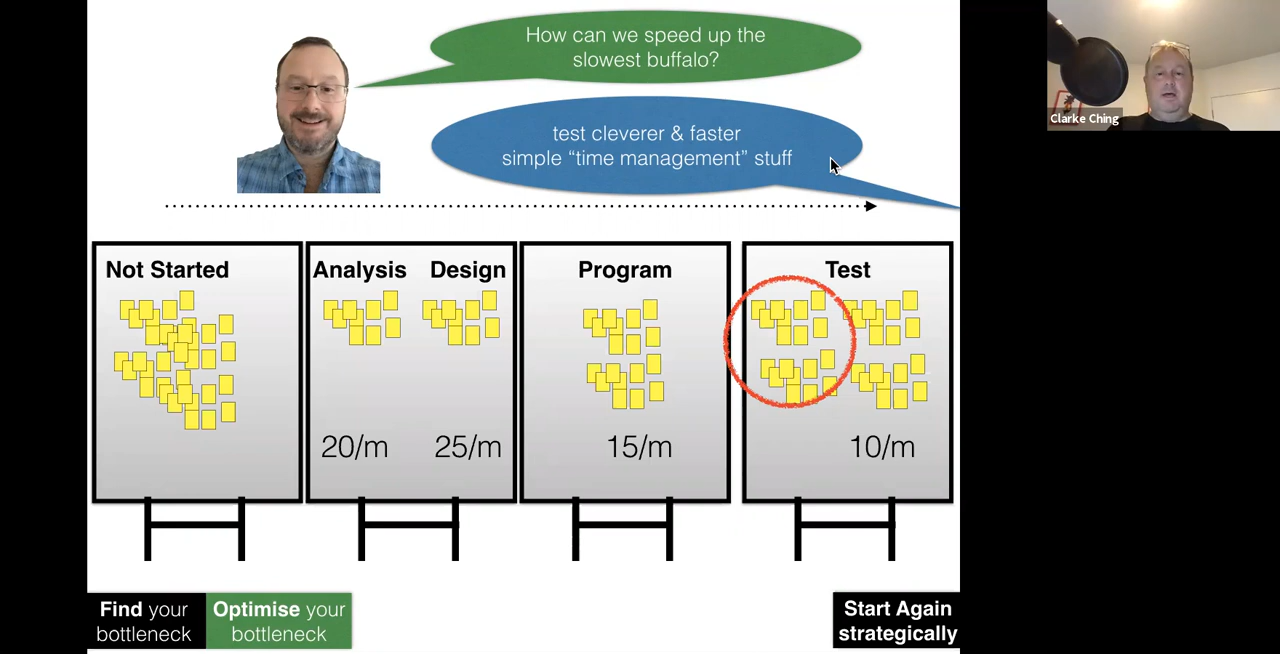 How can we speed up the
slowest buffalo?
test cleverer & faster
simple “time management” stuff
Clarke Ching
Not Started
Analysis
Design
Program
Test
20/m
25/m
15/m
10/m
Find your
bottleneck
Optimise your
bottleneck
Start Again
strategically